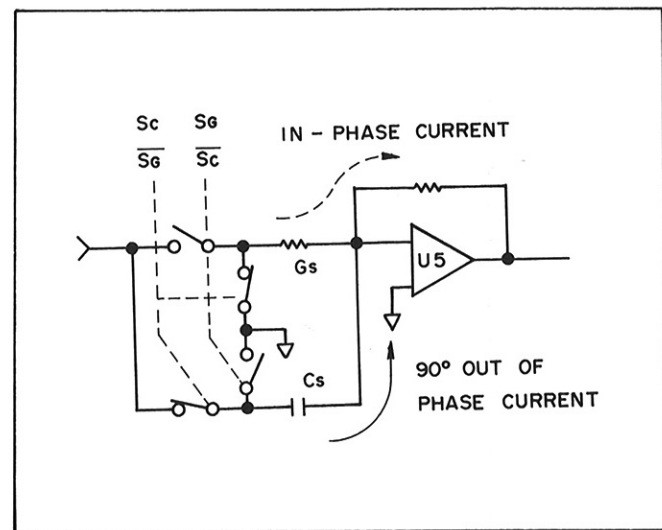 Sc SG
SG Sc
IN - PHASE CURRENT
U5
Gs
Cs
90° OUT OF
PHASE CURRENT